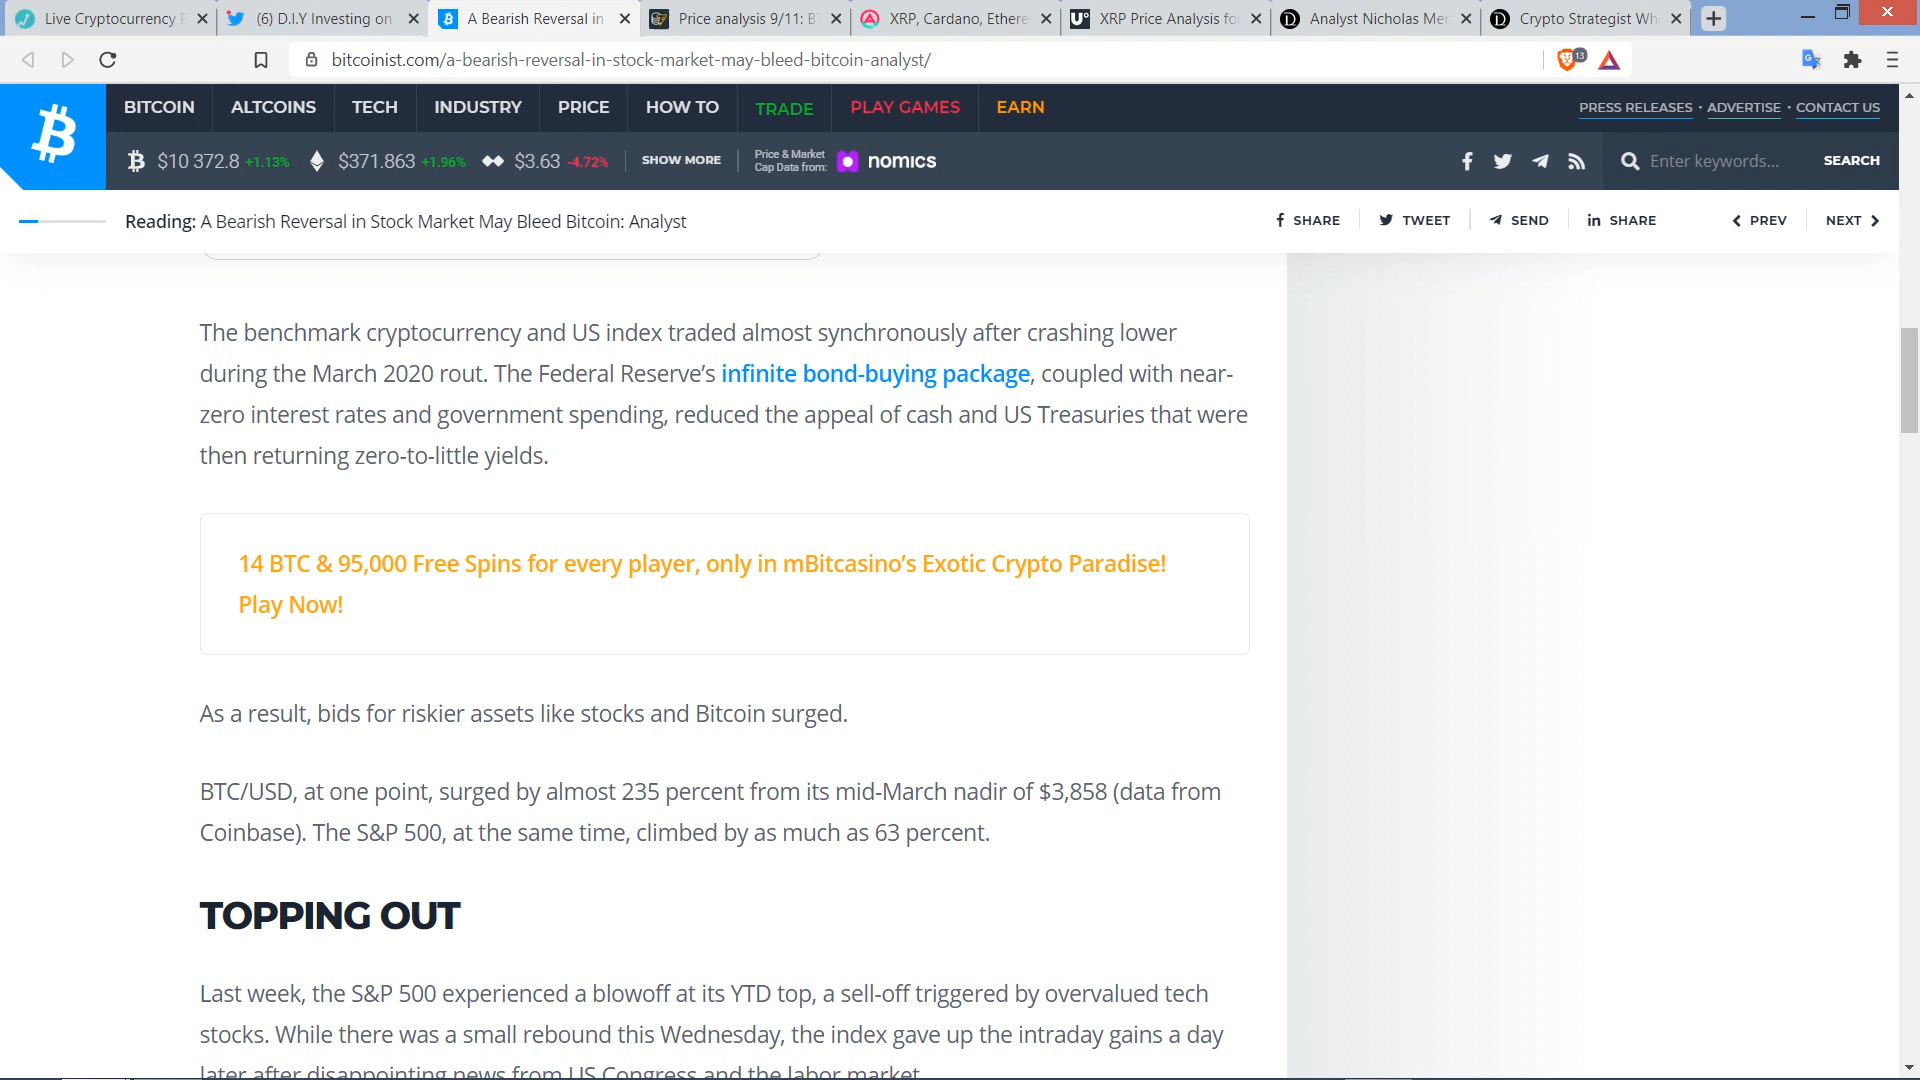 Live Cryptocurrency P
(6) D.I.Y Investing on
A Bearish Reversal in
Price analysis 9/11: B
XRP, Cardano, Ethere
XRP Price Analysis fo
Analyst Nicholas Mer
Crypto Strategist Wh
bitcoinist.com/a-bearish-reversal-in-stock-market-may-bleed-bitcoin-analyst/
13
BITCOIN ALTCOINS TECH INDUSTRY PRICE HOW TO TRADE PLAY GAMES EARN
PRESS RELEASES · ADVERTISE · CONTACT US
$10 372.8 +1.13% $371.863 +1.96% $3.63 -4.72% SHOW MORE
Price & Market
Cap Data from:
nomics
Enter keywords... SEARCH
Reading: A Bearish Reversal in Stock Market May Bleed Bitcoin: Analyst
SHARE TWEET SEND SHARE PREV NEXT
The benchmark cryptocurrency and US index traded almost synchronously after crashing lower
during the March 2020 rout. The Federal Reserve’s infinite bond-buying package, coupled with near-
zero interest rates and government spending, reduced the appeal of cash and US Treasuries that were
then returning zero-to-little yields.
14 BTC & 95,000 Free Spins for every player, only in mBitcasino’s Exotic Crypto Paradise!
Play Now!
As a result, bids for riskier assets like stocks and Bitcoin surged.
BTC/USD, at one point, surged by almost 235 percent from its mid-March nadir of $3,858 (data from
Coinbase). The S&P 500, at the same time, climbed by as much as 63 percent.
TOPPING OUT
Last week, the S&P 500 experienced a blowoff at its YTD top, a sell-off triggered by overvalued tech
stocks. While there was a small rebound this Wednesday, the index gave up the intraday gains a day
later after disappointing news from US Congress and the labor market.